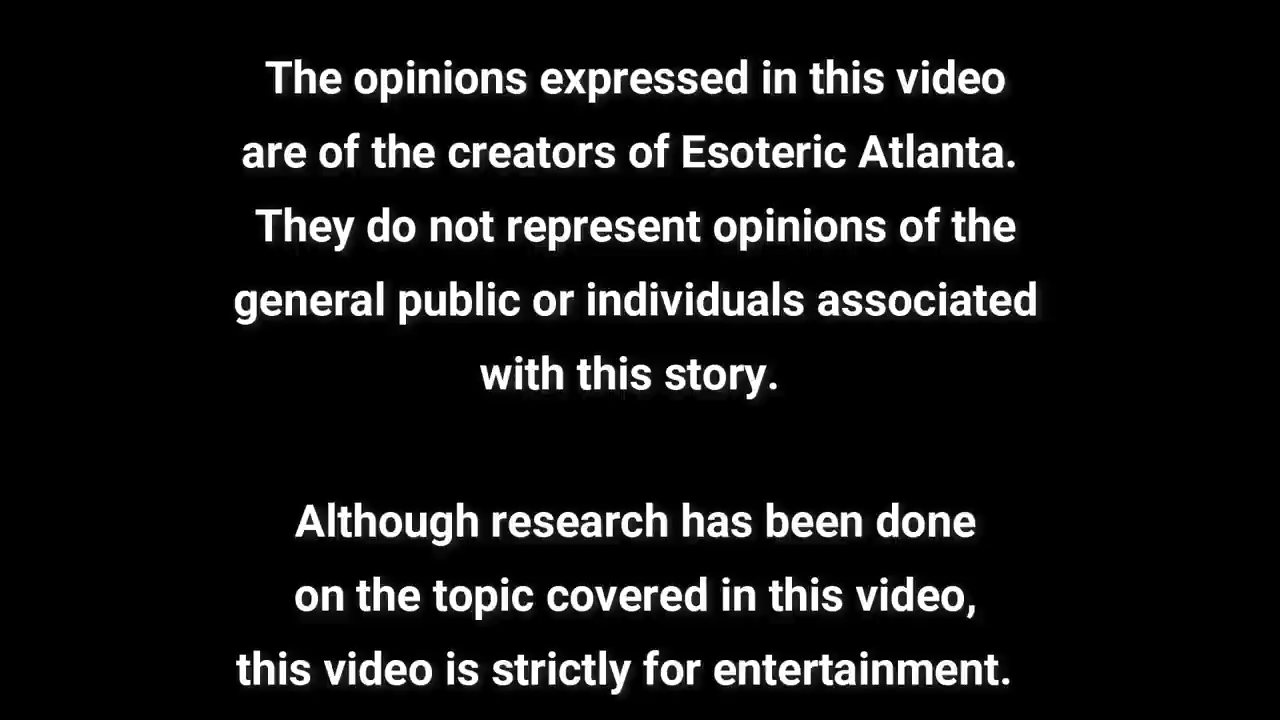 The opinions expressed in this video
are of the creators of Esoteric Atlanta.
They do not represent opinions of the
general public or individuals associated
with this story.
Although research has been done
on the topic covered in this video,
this video is strictly for entertainment.